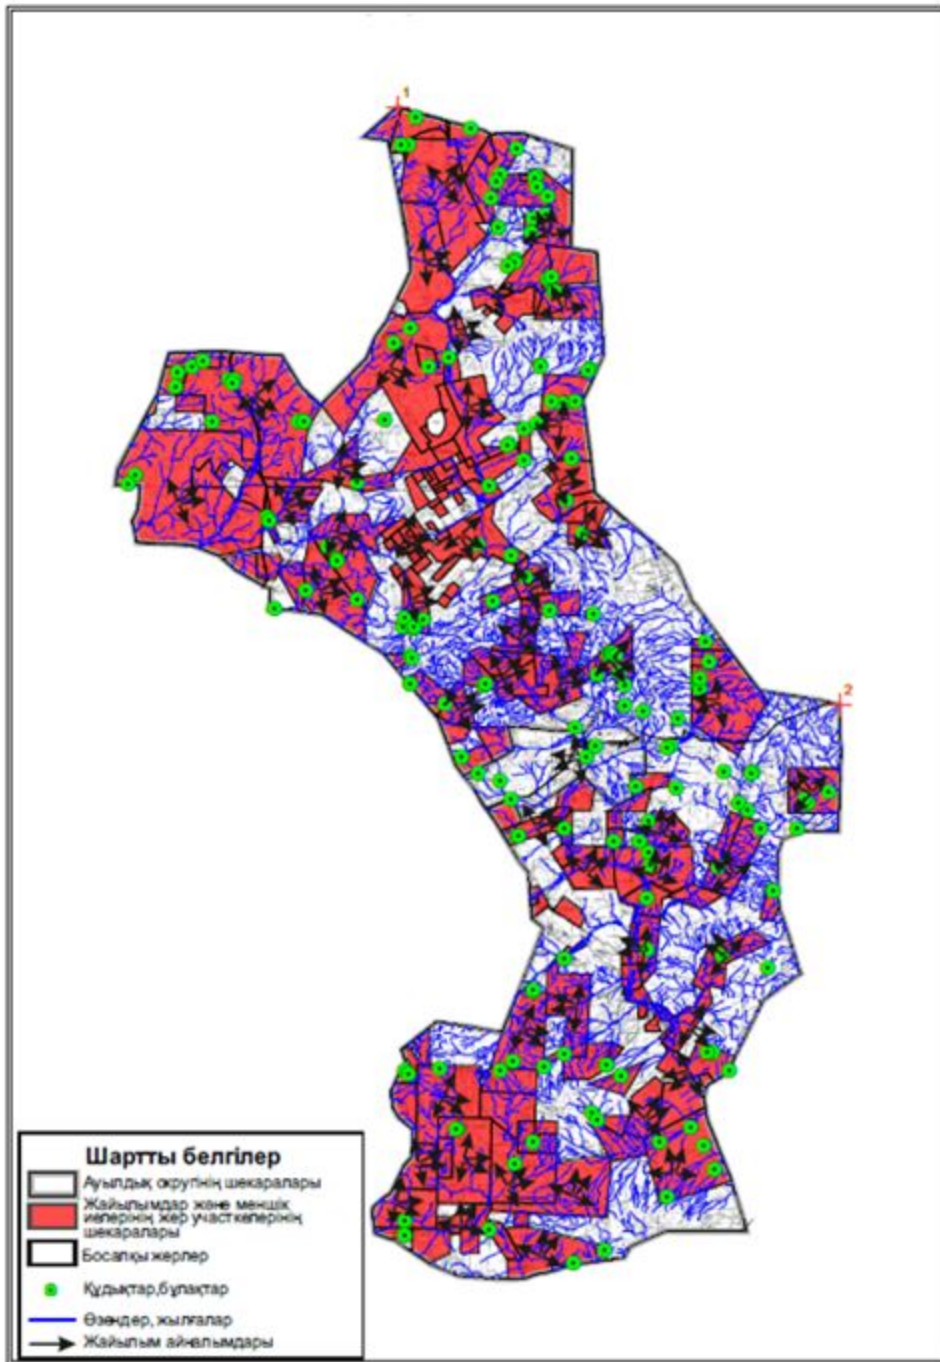 1
2
Шартты белгілер
Ауылдық округінің шекаралары
Жайылымдар және меншік
иелерінің жер участкелерінің
шекаралары
Босалқы жерлер
Құдықтар,бұлақтар
Өзендер, жылғалар
Жайылым айналымдары